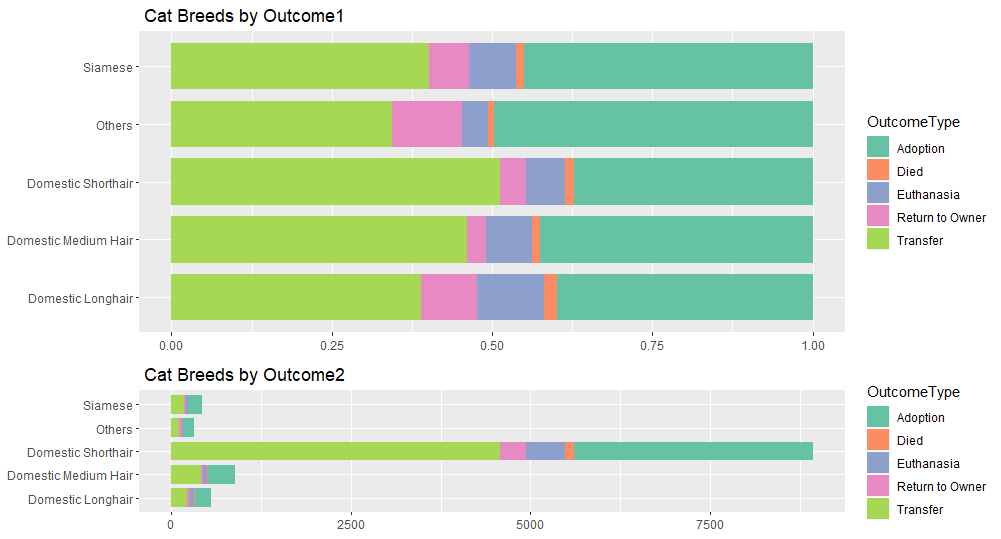 Cat Breeds by Outcome1
Siamese
Others
Domestic Shorthair
Domestic Medium Hair
Domestic Longhair
0.00 0.25 0.50 0.75 1.00
OutcomeType
Adoption
Died
Euthanasia
Return to Owner
Transfer
Cat Breeds by Outcome2
Siamese
Others
Domestic Shorthair
Domestic Medium Hair
Domestic Longhair
0 2500 5000 7500
OutcomeType
Adoption
Died
Euthanasia
Return to Owner
Transfer